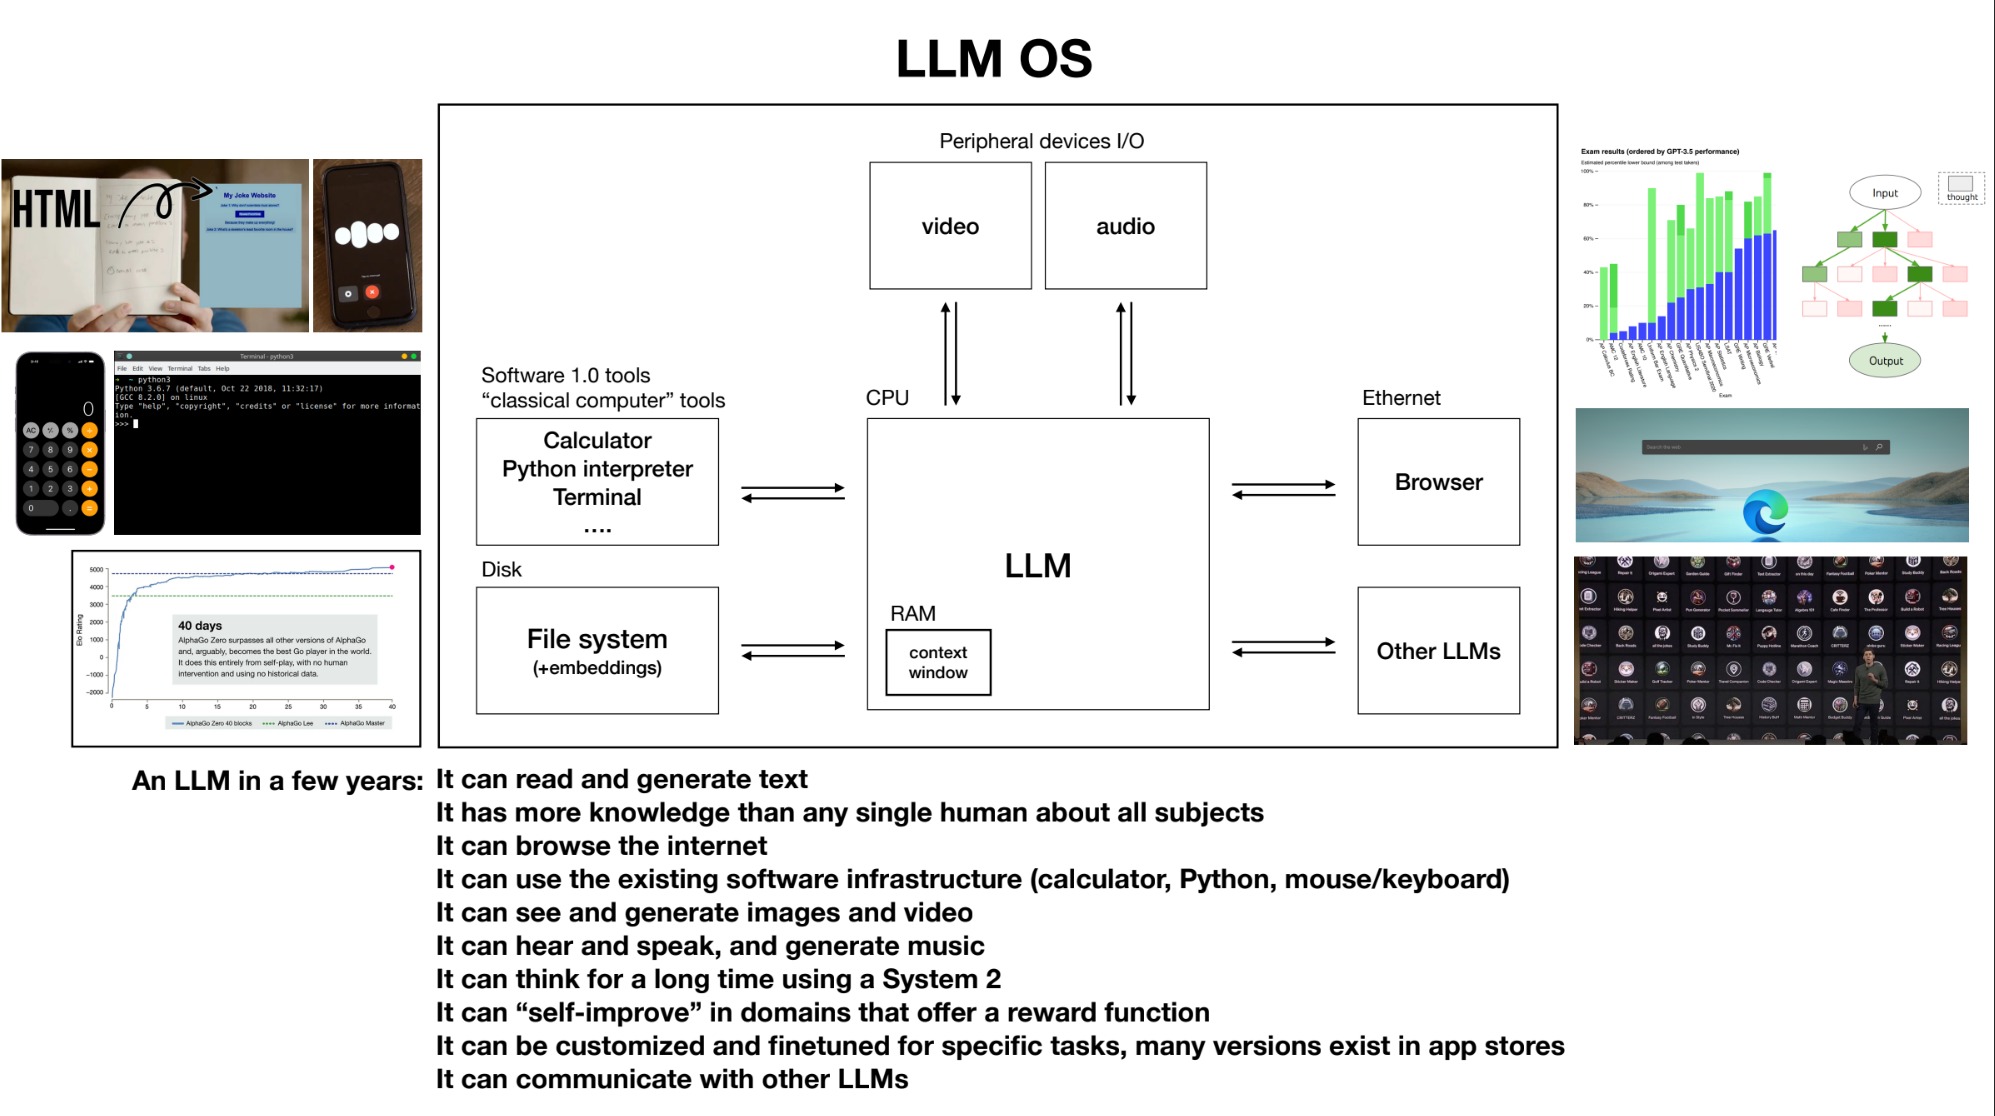 LLM OS
Peripheral devices I/O
video
audio
Software 1.0 tools
“classical computer” tools
Calculator
Python interpreter
Terminal
....
CPU
LLM
RAM
context
window
Ethernet
Browser
Disk
File system
(+embeddings)
Other LLMs
HTML
My Joke Website
0
AC
%
7 8 9
4 5 6
1 2 3
0 .
Terminal - python3
File Edit View Terminal Tabs Help
→ ~ python3
Python 3.6.7 (default, Oct 22 2018, 11:32:17)
[GCC 8.2.0] on linux
Type "help", "copyright", "credits" or "license" for more informat
ion.
>>>
Elo Rating
5000
4000
3000
2000
1000
0
−1000
−2000
40 days
AlphaGo Zero surpasses all other versions of AlphaGo
and, arguably, becomes the best Go player in the world.
It does this entirely from self-play, with no human
intervention and using no historical data.
0 5 10 15 20 25 30 35 40
AlphaGo Zero 40 blocks AlphaGo Lee AlphaGo Master
Exam results (ordered by GPT-3.5 performance)
Estimated percentile lower bound (among test takers)
100%
80%
60%
40%
20%
0%
Exam
Input
thought
......
Output
Search the web
An LLM in a few years:
It can read and generate text
It has more knowledge than any single human about all subjects
It can browse the internet
It can use the existing software infrastructure (calculator, Python, mouse/keyboard)
It can see and generate images and video
It can hear and speak, and generate music
It can think for a long time using a System 2
It can “self-improve” in domains that offer a reward function
It can be customized and finetuned for specific tasks, many versions exist in app stores
It can communicate with other LLMs